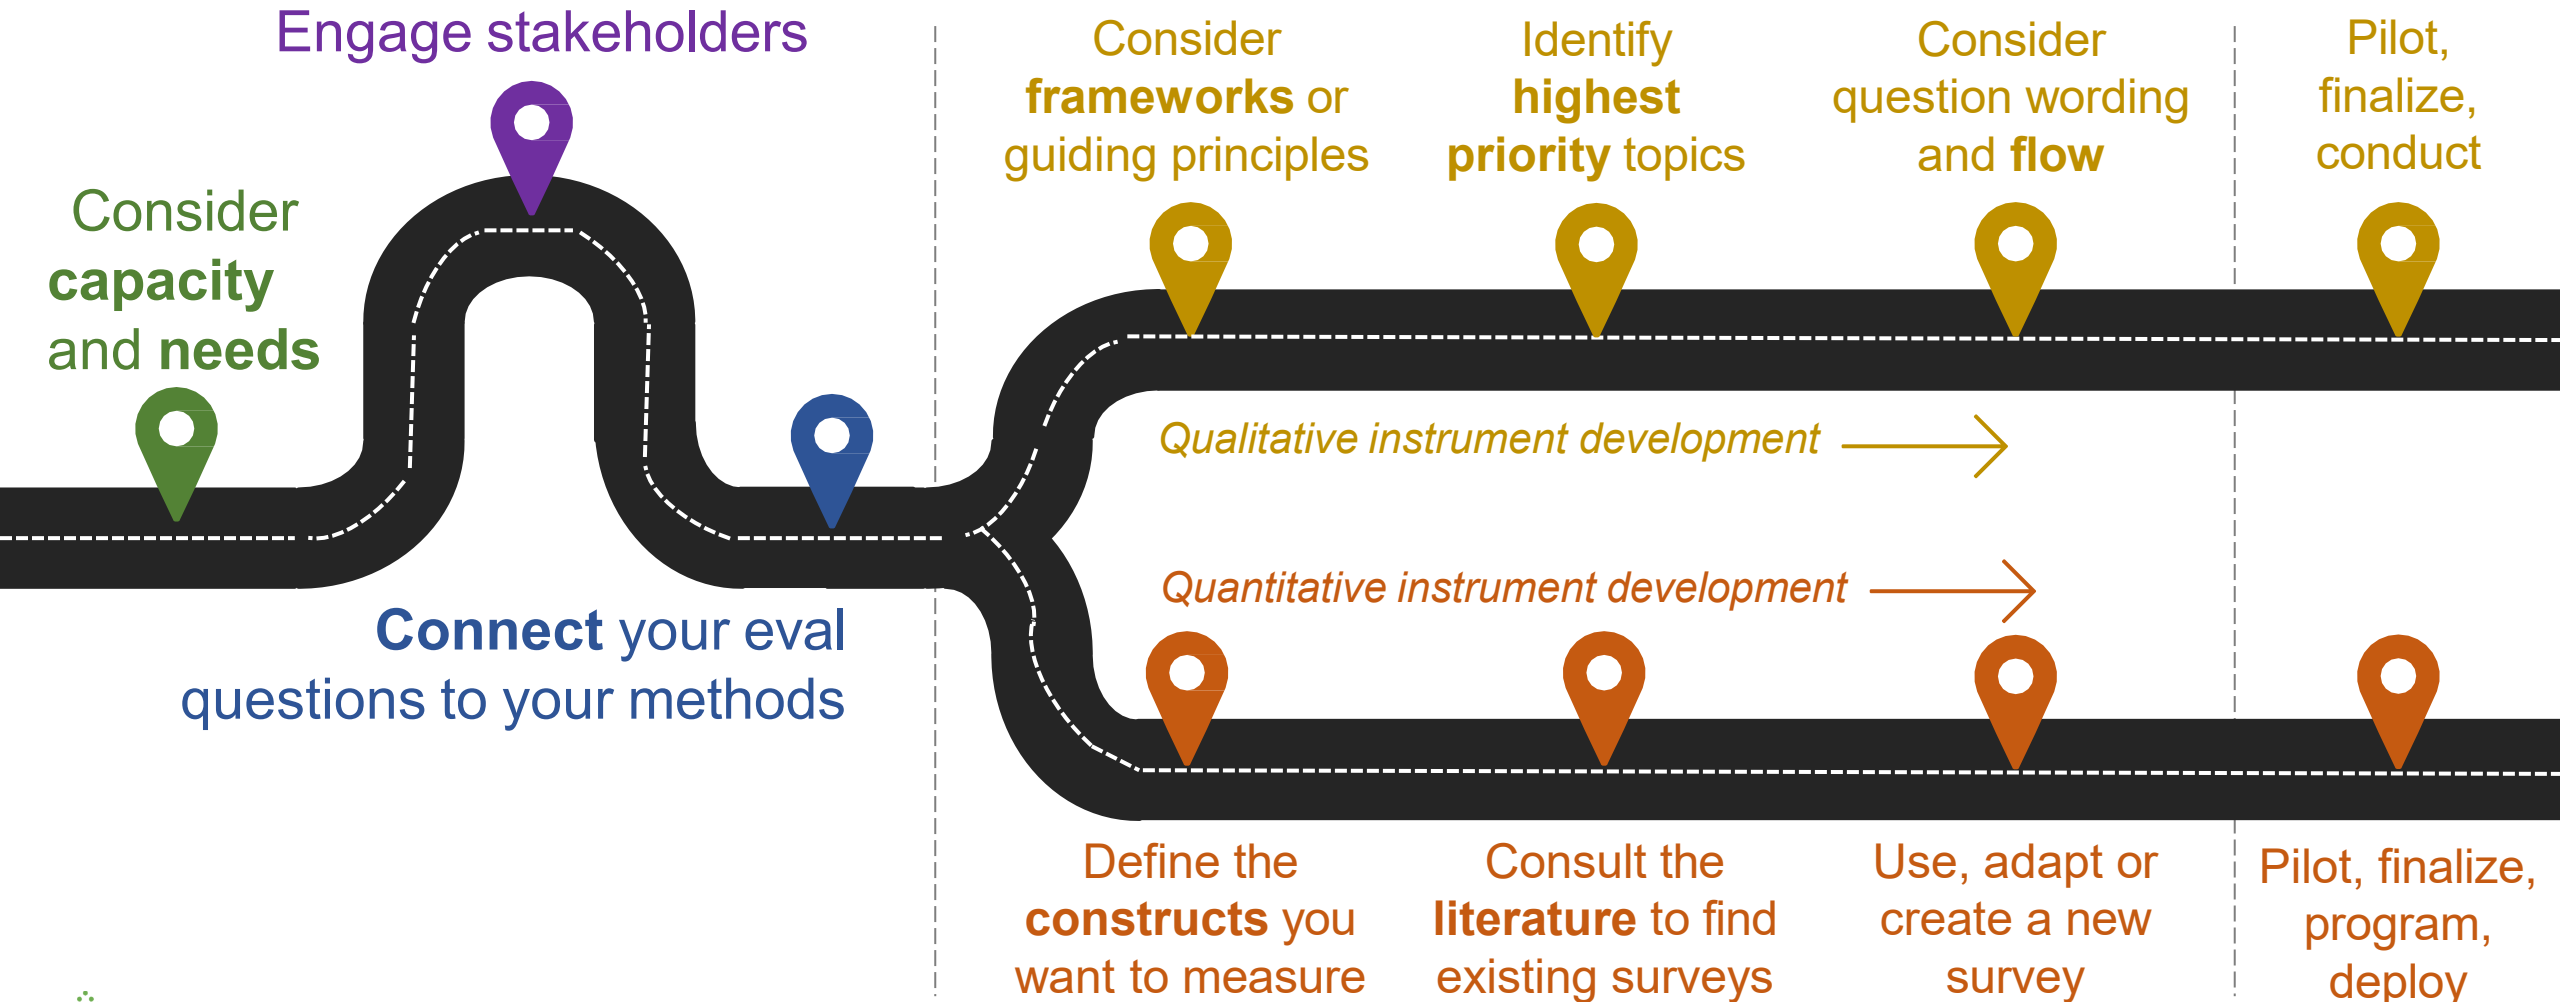 Engage stakeholders
Consider
capacity
and needs
Connect your eval
questions to your methods
Consider
frameworks or
guiding principles
Identify
highest
priority topics
Consider
question wording
and flow
Pilot,
finalize,
conduct
Qualitative instrument development
Quantitative instrument development
Define the
constructs you
want to measure
Consult the
literature to find
existing surveys
Use, adapt or
create a new
survey
Pilot, finalize,
program,
deploy